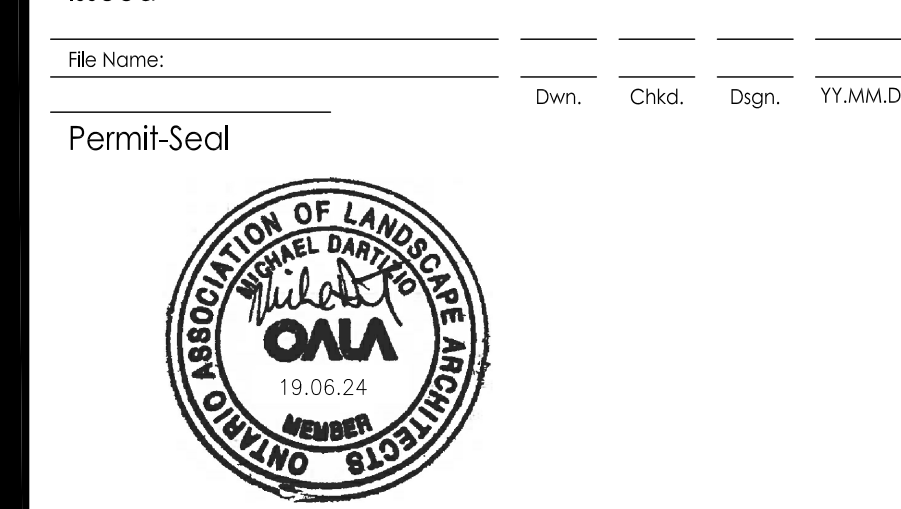 File Name:
Dwn. Chkd. Dsgn. YY.MM.D
Permit-Seal
ONTARIO ASSOCIATION OF LANDSCAPE ARCHITECTS
MICHAEL DARTIZIO
OALA
19.06.24
MEMBER